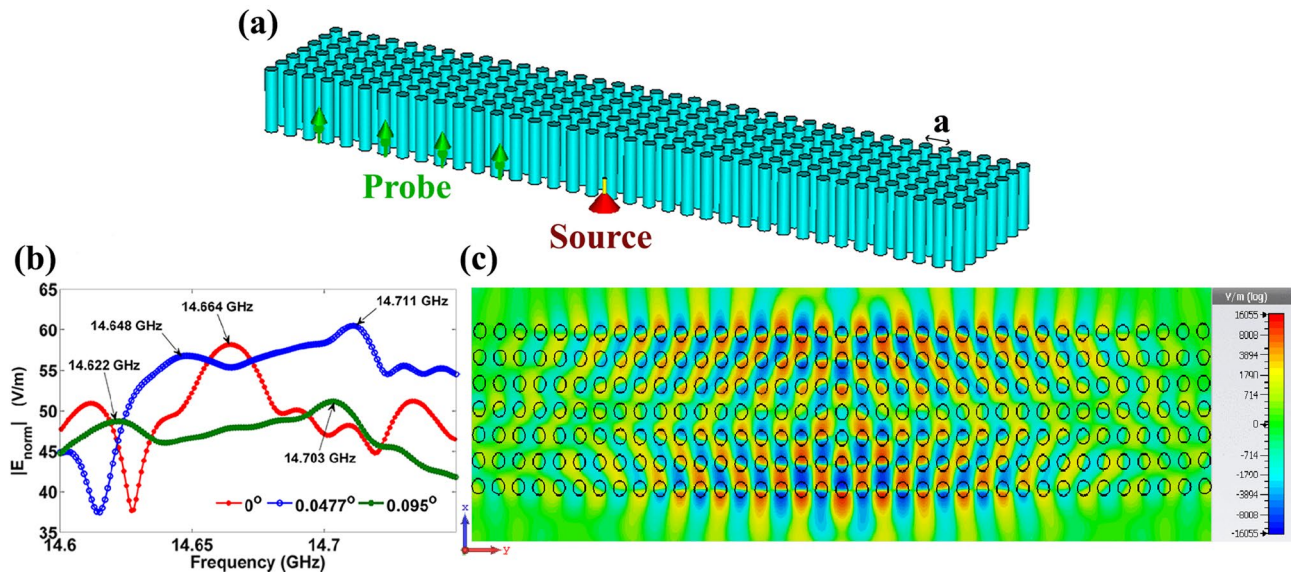 (a)
a
Probe
Source
(b)
65
60
55
50
45
40
35
|E_norm| (V/m)
14.648 GHz
14.664 GHz
14.711 GHz
14.622 GHz
14.703 GHz
0° 0.0477° 0.095°
14.6 14.65 14.7
Frequency (GHz)
(c)
x
y
V/m (log)
16055
8008
3894
1790
714
0
-714
-1790
-3894
-8008
-16055